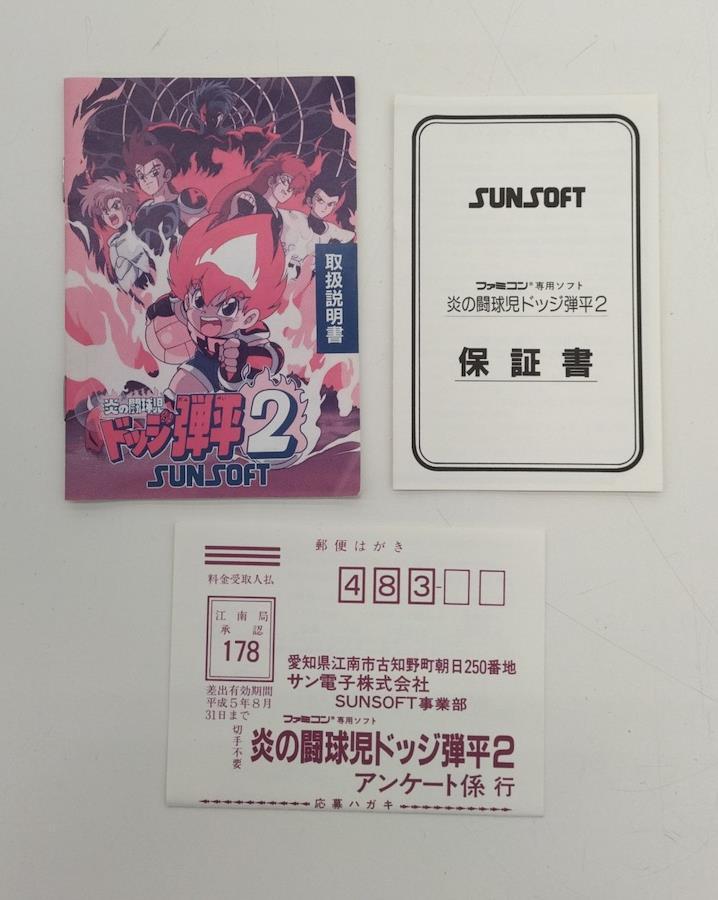 取扱説明書
炎の闘球児
ドッジ弾平2
SUNSOFT
SUNSOFT
ファミコン®専用ソフト
炎の闘球児ドッジ弾平2
保証書
郵便はがき
料金受取人払
483-
江南局
承認
178
差出有効期間
平成5年8月
31日まで
切手不要
愛知県江南市古知野町朝日250番地
サン電子株式会社
SUNSOFT事業部
ファミコン®専用ソフト
炎の闘球児ドッジ弾平2
アンケート係 行
応募ハガキ